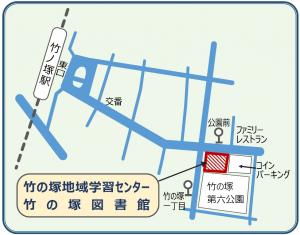 竹ノ塚駅
東口
交番
公園前
ファミリー
レストラン
コイン
パーキング
竹の塚地域学習センター
竹の塚図書館
竹の塚
一丁目
竹の塚
第六公園